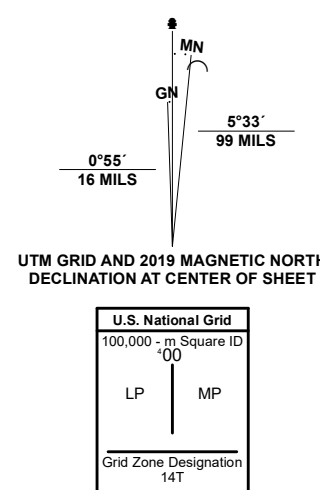 MN
GN
5°33´
99 MILS
0°55´
16 MILS
UTM GRID AND 2019 MAGNETIC NORTH
DECLINATION AT CENTER OF SHEET
U.S. National Grid
100,000 - m Square ID
⁴00
LP MP
Grid Zone Designation
14T